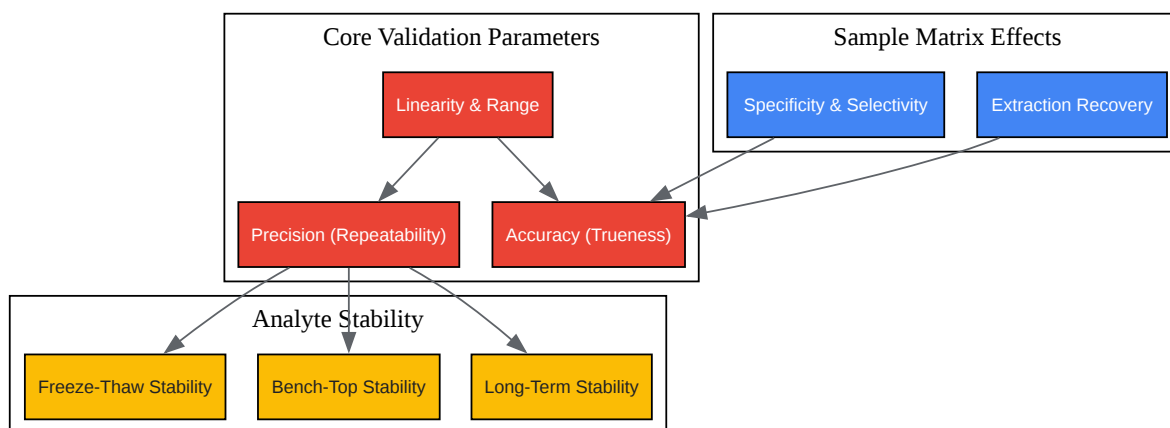 Core Validation Parameters
Linearity & Range
Precision (Repeatability)
Accuracy (Trueness)
Sample Matrix Effects
Specificity & Selectivity
Extraction Recovery
Analyte Stability
Freeze-Thaw Stability
Bench-Top Stability
Long-Term Stability